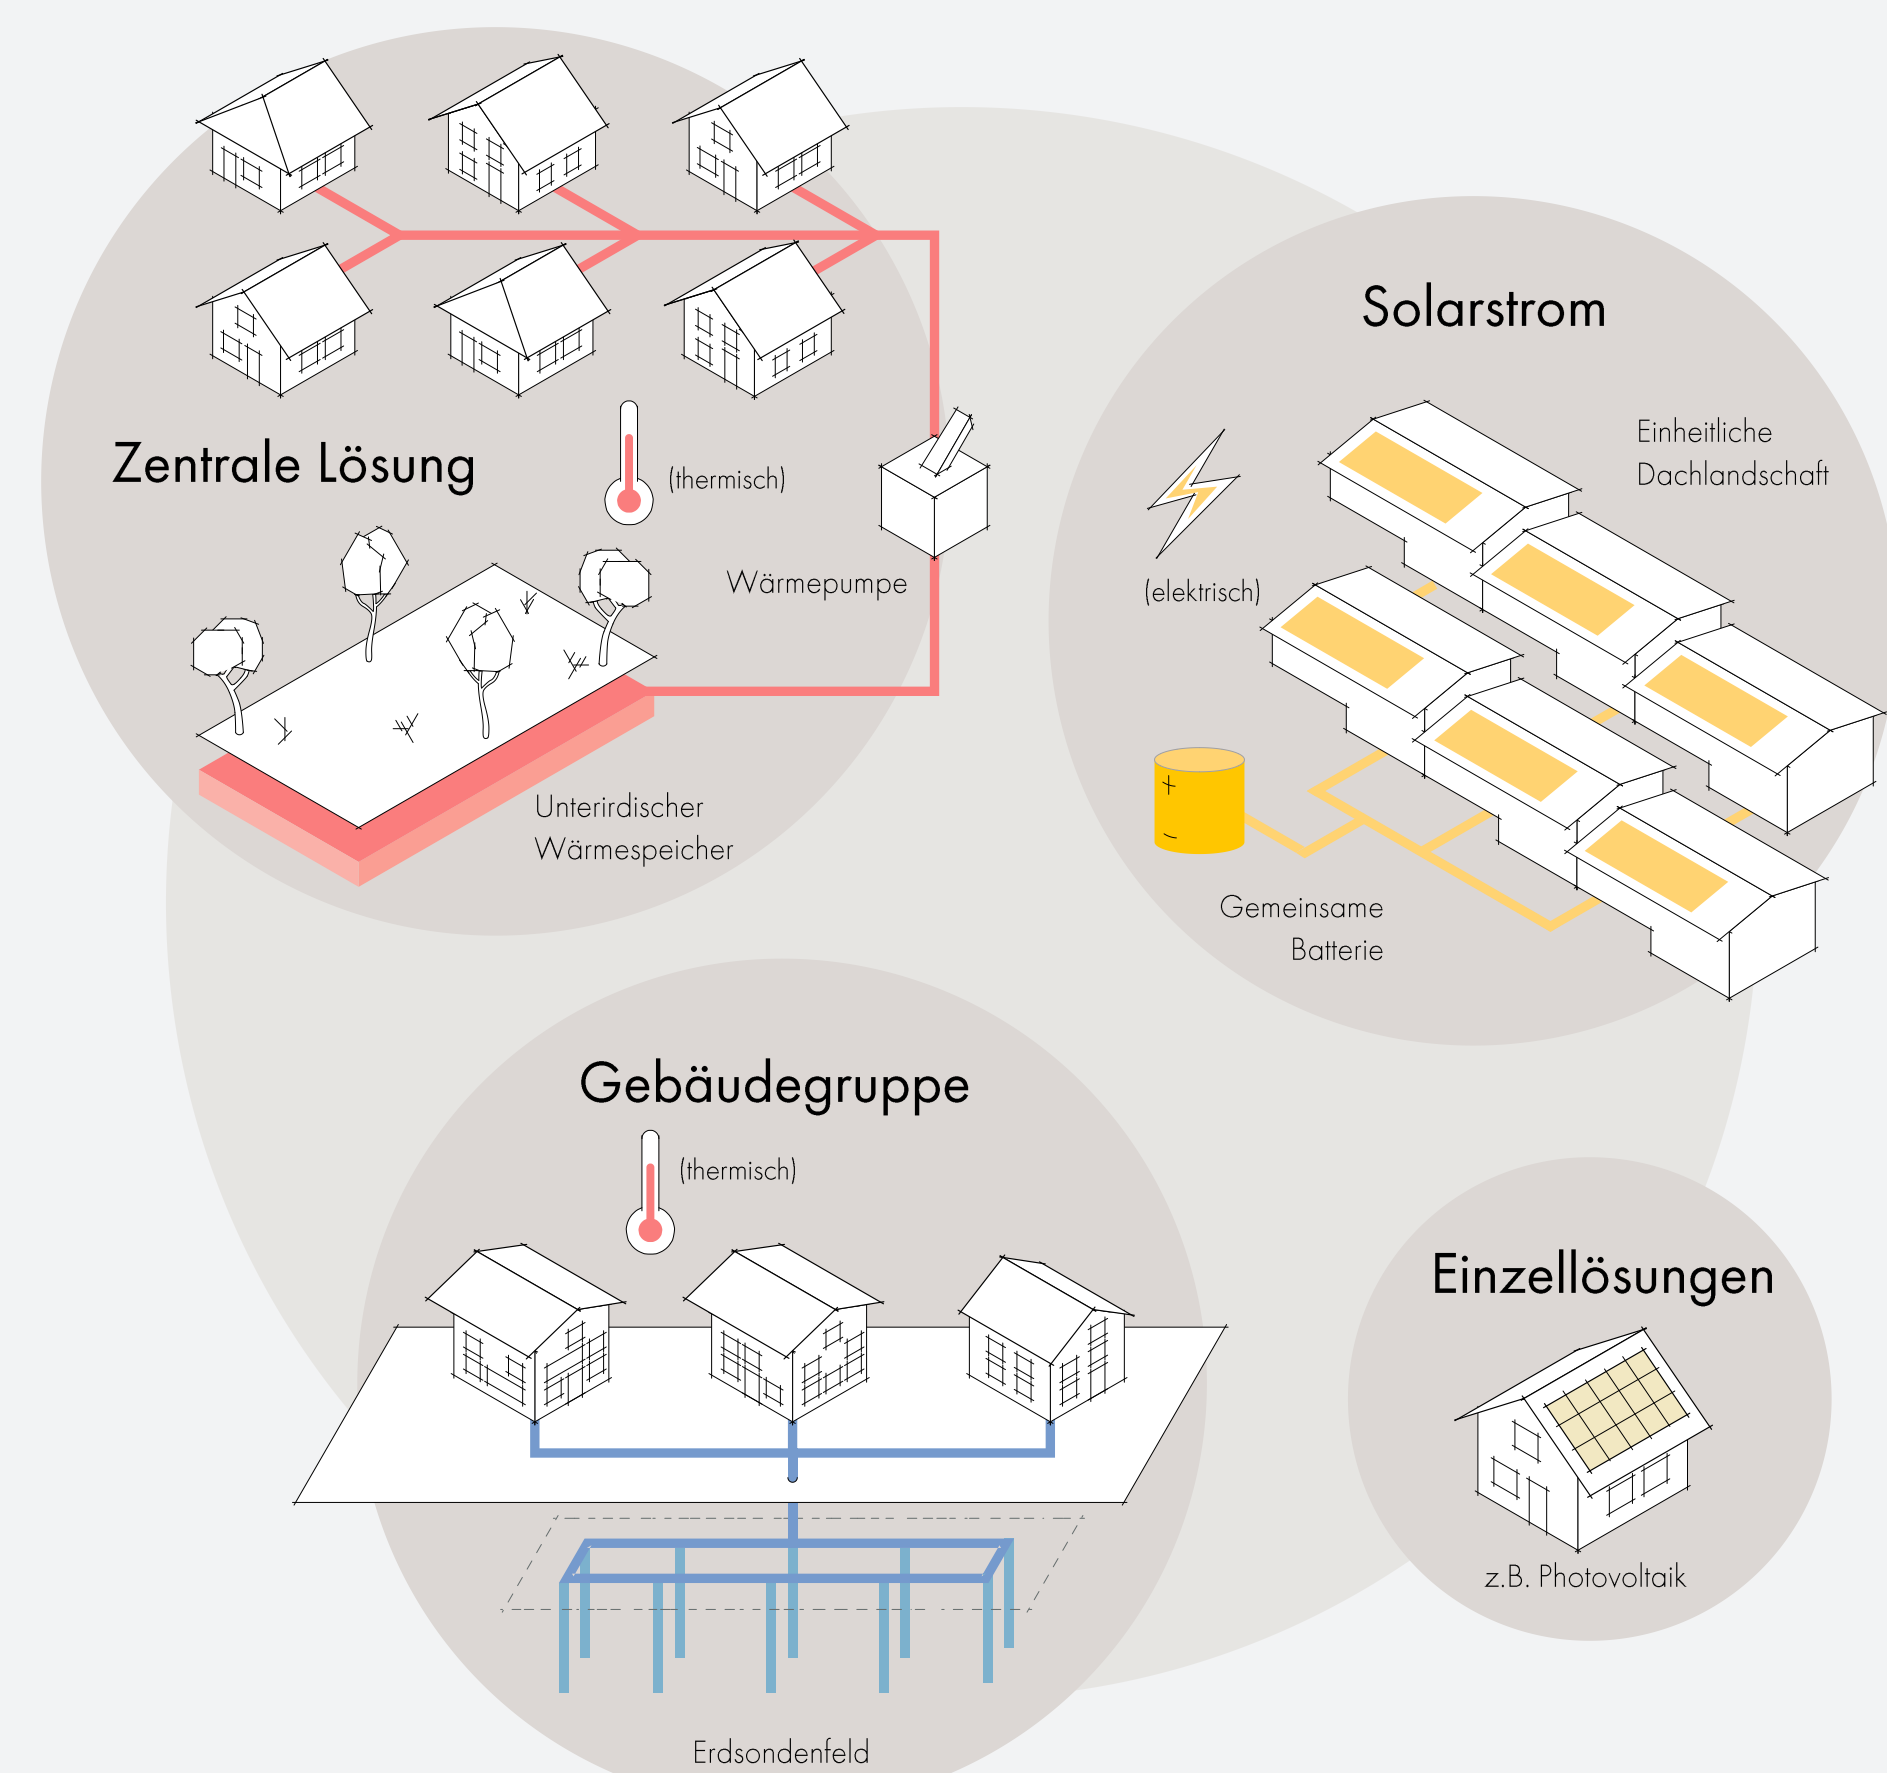 Zentrale Lösung
(thermisch)
Wärmepumpe
Unterirdischer
Wärmespeicher
Solarstrom
Einheitliche
Dachlandschaft
(elektrisch)
+
–
Gemeinsame
Batterie
Gebäudegruppe
(thermisch)
Erdsondenfeld
Einzellösungen
z.B. Photovoltaik